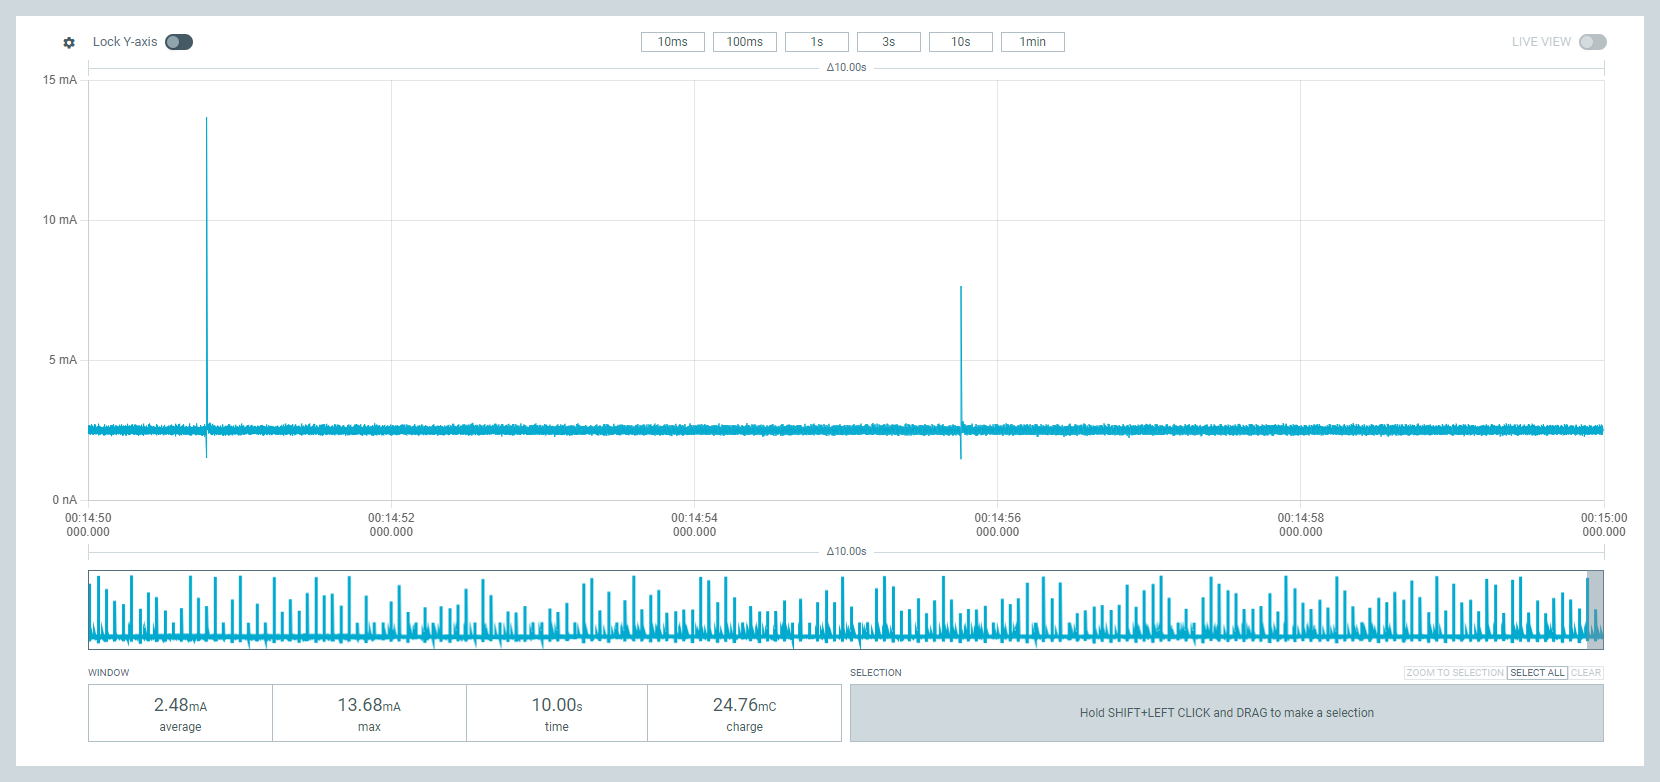 Lock Y-axis
10ms 100ms 1s 3s 10s 1min
LIVE VIEW
Δ10.00s
15 mA
10 mA
5 mA
0 nA
00:14:50 00:14:52 00:14:54 00:14:56 00:14:58 00:15:00
000.000 000.000 000.000 000.000 000.000 000.000
Δ10.00s
WINDOW
2.48mA 13.68mA 10.00s 24.76mC
average max time charge
SELECTION
ZOOM TO SELECTION SELECT ALL CLEAR
Hold SHIFT+LEFT CLICK and DRAG to make a selection